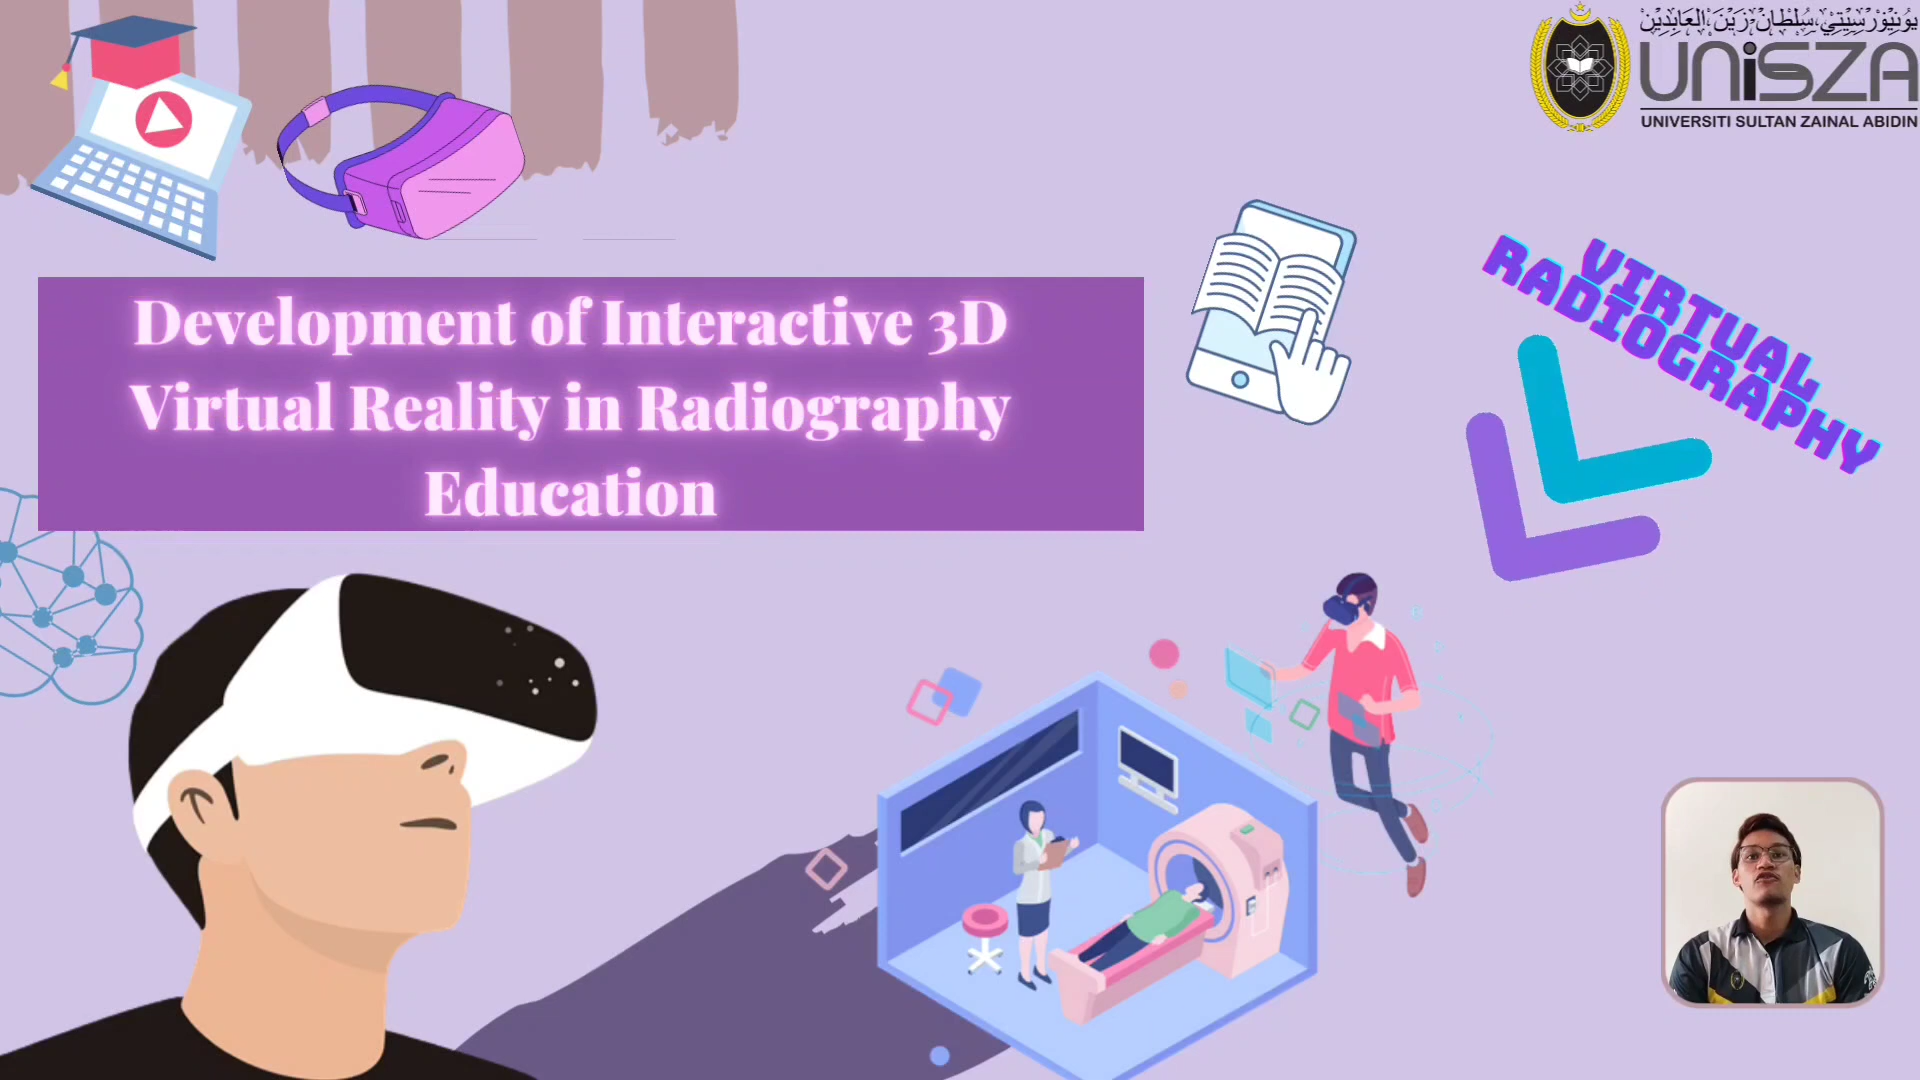 يونيۏرسيتي سلطان زين العابدين
UNiSZA
UNIVERSITI SULTAN ZAINAL ABIDIN
Development of Interactive 3D
Virtual Reality in Radiography
Education
VIRTUAL
RADIOGRAPHY